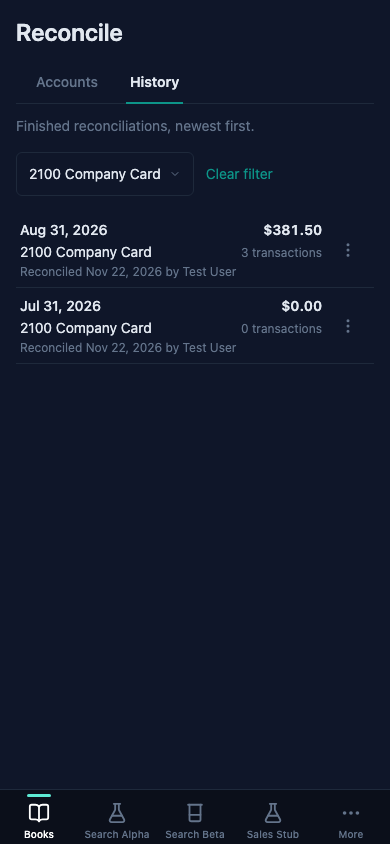 Reconcile
Accounts
History
Finished reconciliations, newest first.
2100 Company Card
Clear filter
Aug 31, 2026
$381.50
2100 Company Card
3 transactions
Reconciled Nov 22, 2026 by Test User
Jul 31, 2026
$0.00
2100 Company Card
0 transactions
Reconciled Nov 22, 2026 by Test User
Books
Search Alpha
Search Beta
Sales Stub
More